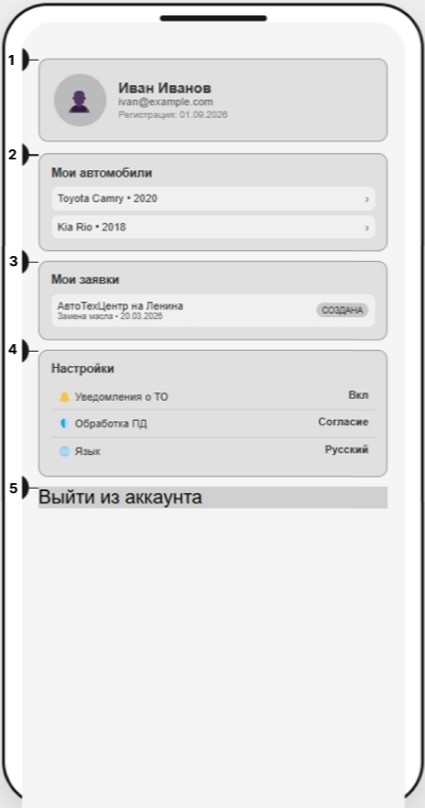 1
Иван Иванов
ivan@example.com
Регистрация: 01.09.2026
2
Мои автомобили
Toyota Camry • 2020 ›
Kia Rio • 2018 ›
3
Мои заявки
АвтоТехЦентр на Ленина
Замена масла • 20.03.2026
СОЗДАНА
4
Настройки
Уведомления о ТО Вкл
Обработка ПД Согласие
Язык Русский
5
Выйти из аккаунта